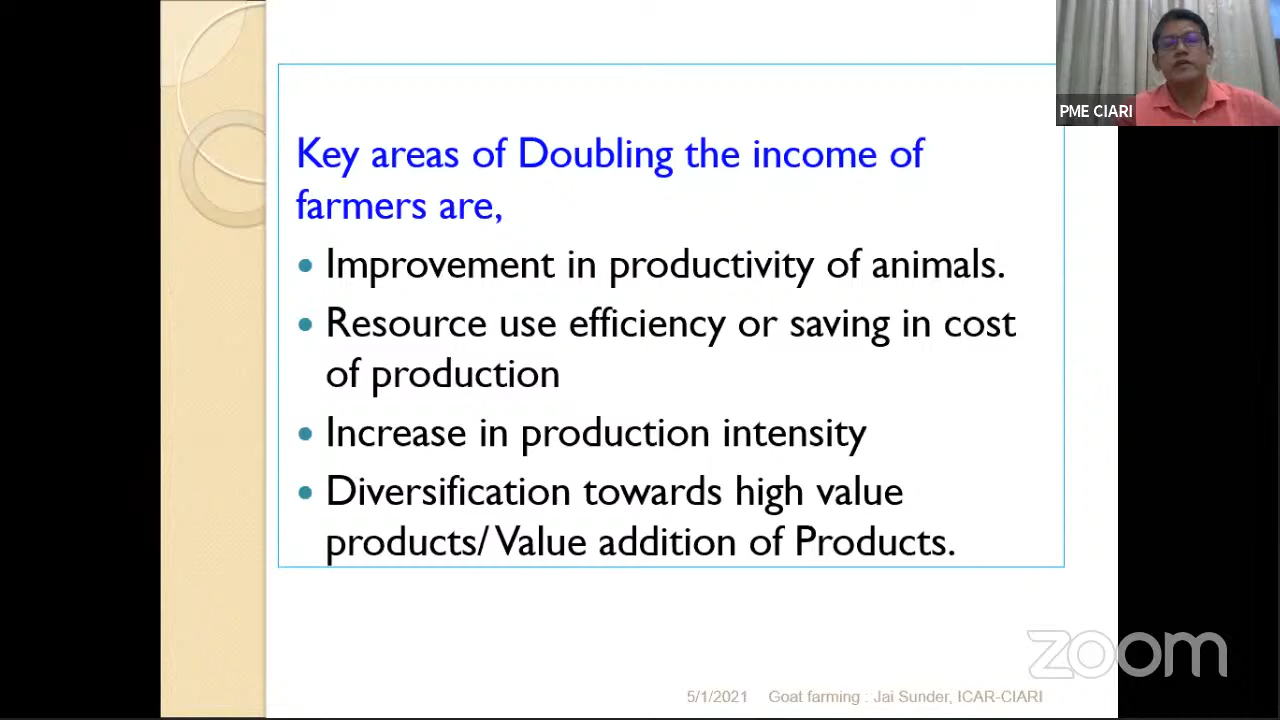 PME CIARI
Key areas of Doubling the income of
farmers are,
• Improvement in productivity of animals.
• Resource use efficiency or saving in cost
of production
• Increase in production intensity
• Diversification towards high value
products/ Value addition of Products.
zoom
5/1/2021 Goat farming : Jai Sunder, ICAR-CIARI